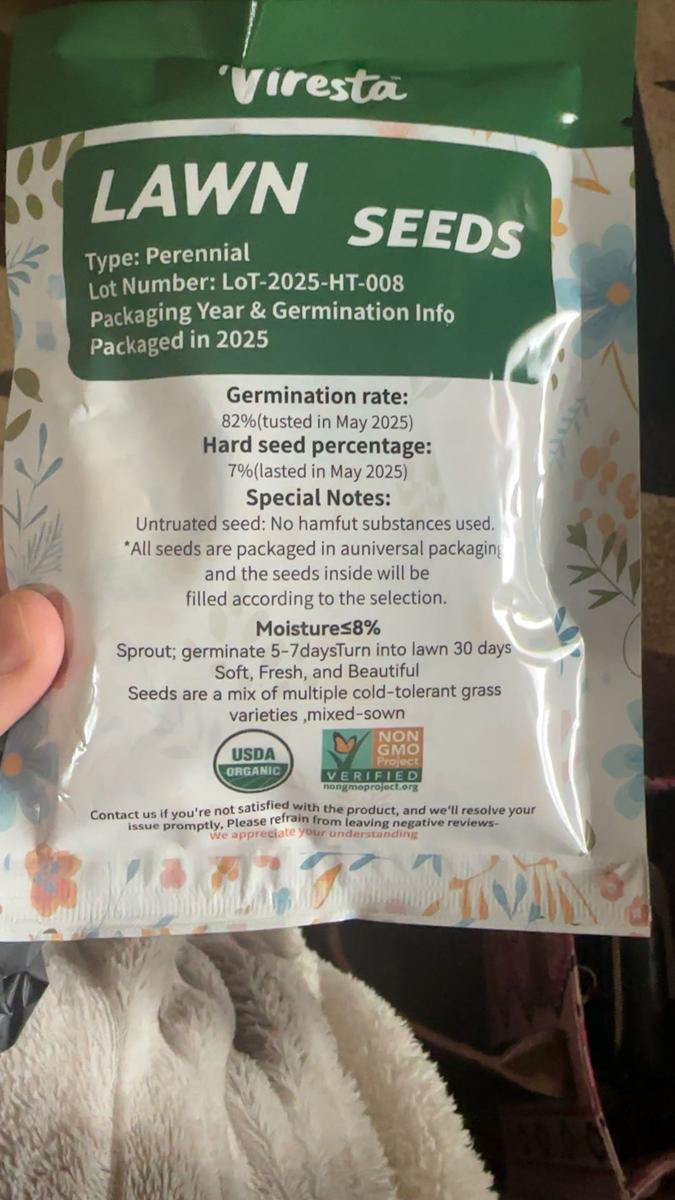 Viresta™
LAWN
SEEDS
Type: Perennial
Lot Number: LoT-2025-HT-008
Packaging Year & Germination Info
Packaged in 2025
Germination rate:
82%(tusted in May 2025)
Hard seed percentage:
7%(lasted in May 2025)
Special Notes:
Untruated seed: No hamfut substances used.
*All seeds are packaged in auniversal packaging
and the seeds inside will be
filled according to the selection.
Moisture≤8%
Sprout; germinate 5-7daysTurn into lawn 30 days
Soft, Fresh, and Beautiful
Seeds are a mix of multiple cold-tolerant grass
varieties ,mixed-sown
USDA
ORGANIC
NON
GMO
Project
VERIFIED
nongmoproject.org
Contact us if you're not satisfied with the product, and we'll resolve your
issue promptly, Please refrain from leaving negative reviews-
We appreciate your understanding